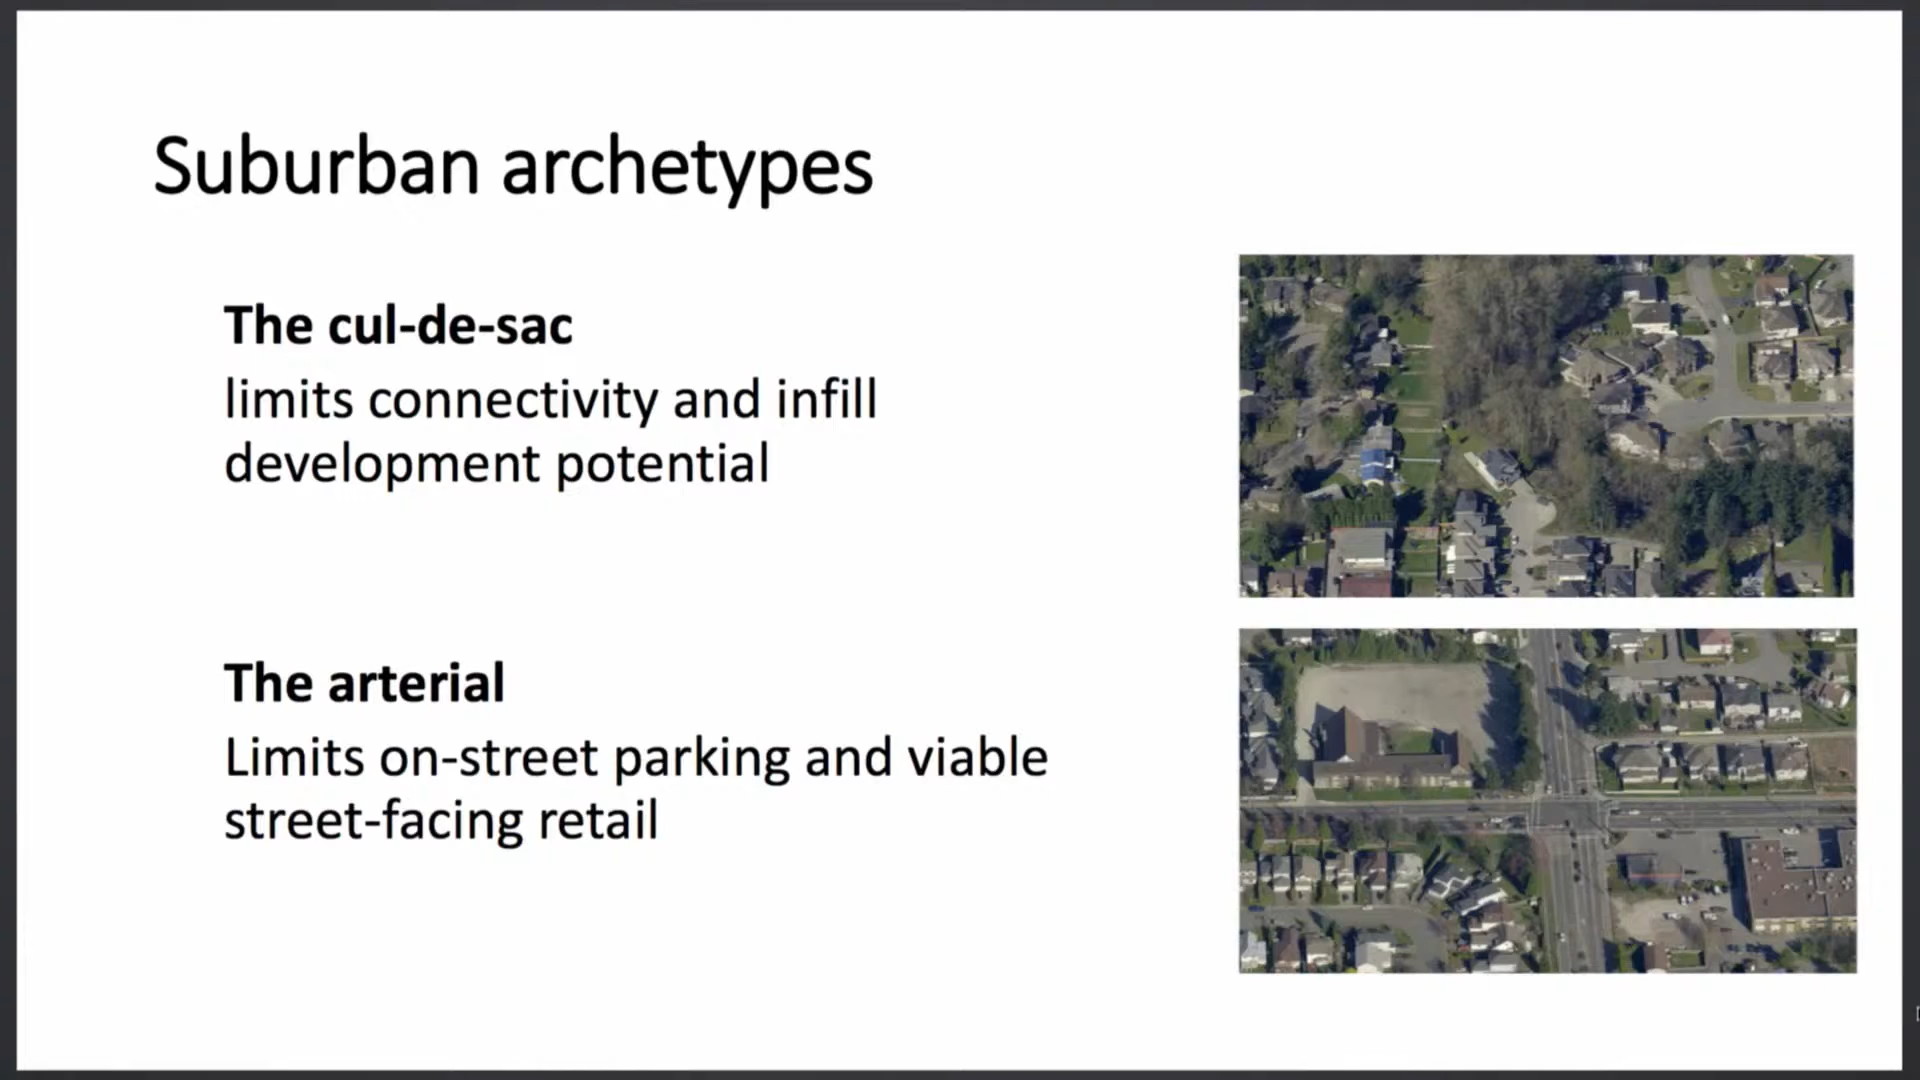 Suburban archetypes
The cul-de-sac
limits connectivity and infill
development potential
The arterial
Limits on-street parking and viable
street-facing retail